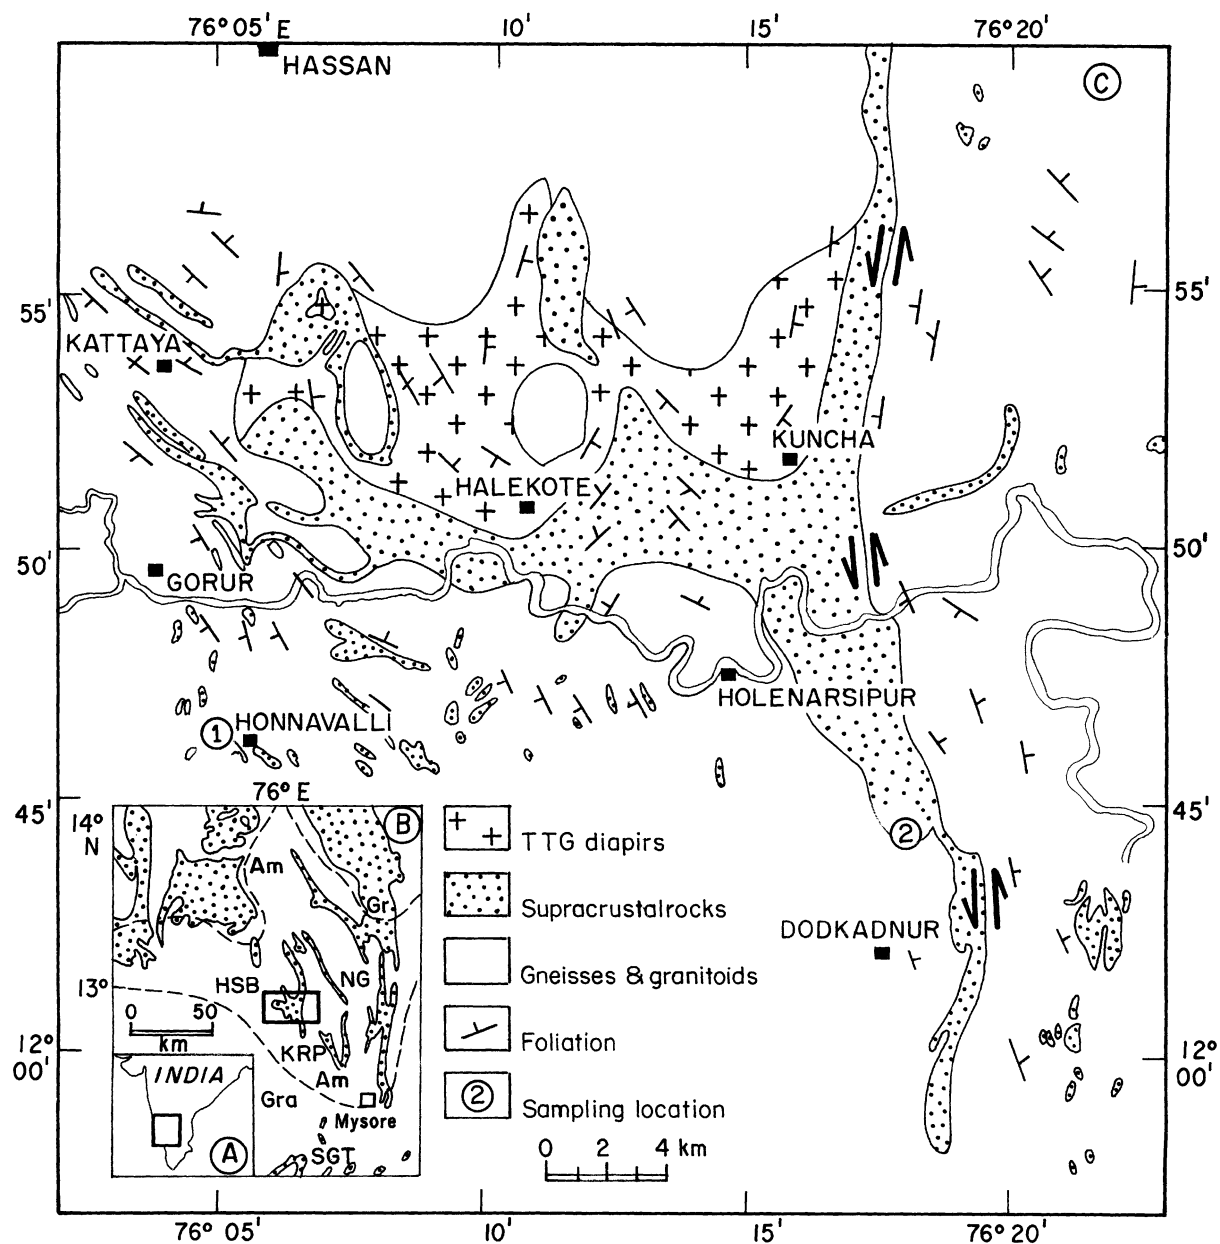 76° 05' E
10'
15'
76° 20'
HASSAN
C
55'
55'
KATTAYA
KUNCHA
HALEKOTE
50'
50'
GORUR
HOLENARSIPUR
1
HONNAVALLI
45'
45'
76° E
14°
N
B
Am
Gr
2
TTG diapirs
Supracrustalrocks
DODKADNUR
HSB
NG
Gneisses & granitoids
13°
0 50
km
KRP
Foliation
12°
00'
12°
00'
INDIA
Am
Gra
Mysore
2
Sampling location
A
SGT
0 2 4 km
76° 05'
10'
15'
76° 20'